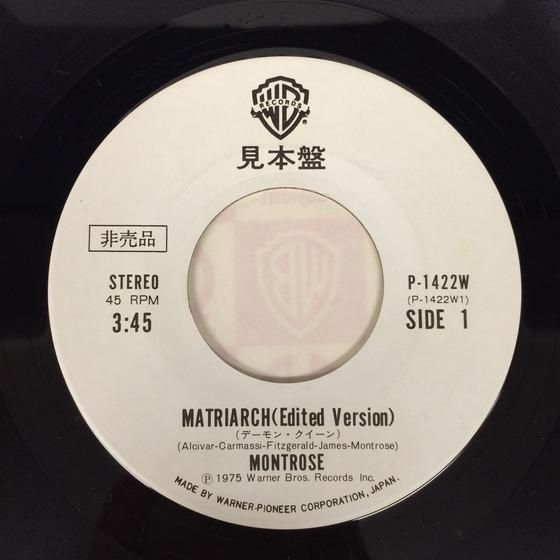 WB
RECORDS
®
見本盤
非売品
STEREO
45 RPM
3:45
P-1422W
(P-1422W1)
SIDE 1
MATRIARCH(Edited Version)
(デーモン・クイーン)
(Alcivar-Carmassi-Fitzgerald-James-Montrose)
MONTROSE
Ⓟ 1975 Warner Bros. Records Inc.
MADE BY WARNER-PIONEER CORPORATION, JAPAN.